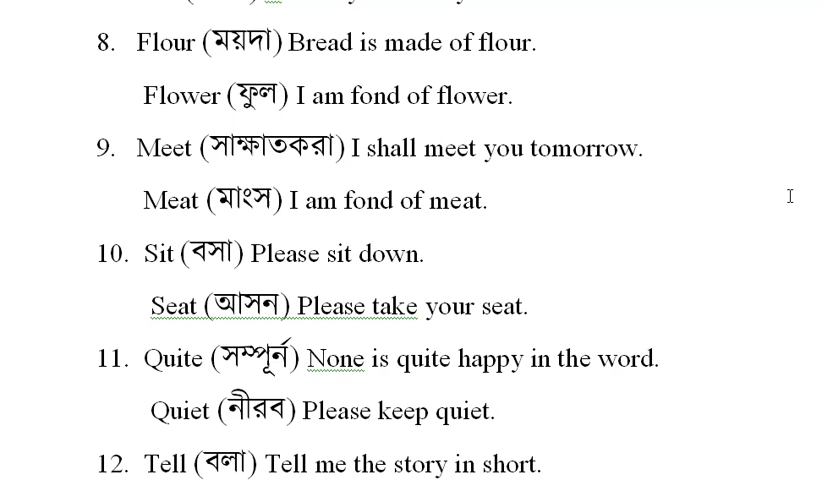 8. Flour (ময়দা) Bread is made of flour.
Flower (ফুল) I am fond of flower.
9. Meet (সাক্ষাতকরা) I shall meet you tomorrow.
Meat (মাংস) I am fond of meat.
10. Sit (বসা) Please sit down.
Seat (আসন) Please take your seat.
11. Quite (সম্পূর্ন) None is quite happy in the word.
Quiet (নীরব) Please keep quiet.
12. Tell (বলা) Tell me the story in short.